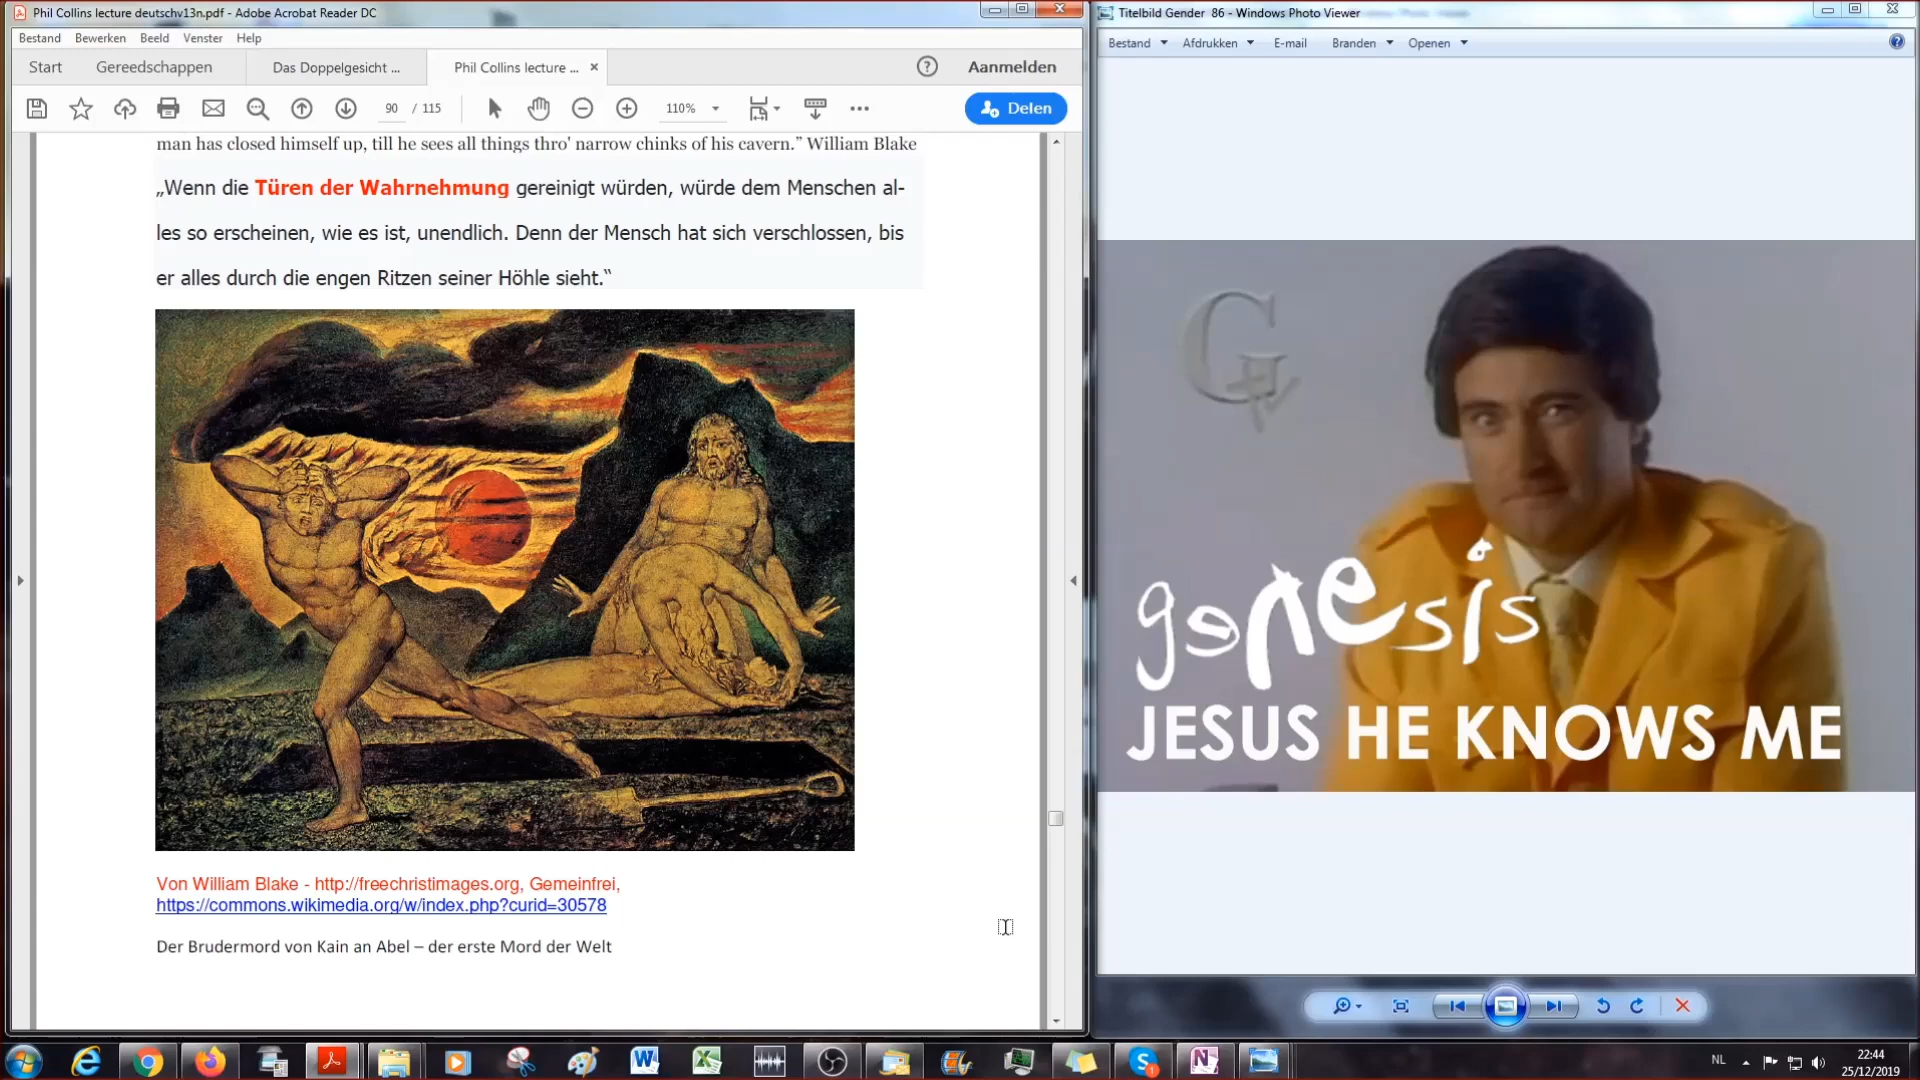 Phil Collins lecture deutschv13n.pdf - Adobe Acrobat Reader DC
Bestand Bewerken Beeld Venster Help
Start Gereedschappen Das Doppelgesicht ... Phil Collins lecture ... × ? Aanmelden
90 / 115 110% Delen
man has closed himself up, till he sees all things thro' narrow chinks of his cavern.” William Blake
„Wenn die Türen der Wahrnehmung gereinigt würden, würde dem Menschen al-
les so erscheinen, wie es ist, unendlich. Denn der Mensch hat sich verschlossen, bis
er alles durch die engen Ritzen seiner Höhle sieht.“
Von William Blake - http://freechristimages.org, Gemeinfrei,
https://commons.wikimedia.org/w/index.php?curid=30578
Der Brudermord von Kain an Abel – der erste Mord der Welt
Titelbild Gender 86 - Windows Photo Viewer
Bestand Afdrukken E-mail Branden Openen
GTV
genesis
JESUS HE KNOWS ME
NL 22:44
25/12/2019